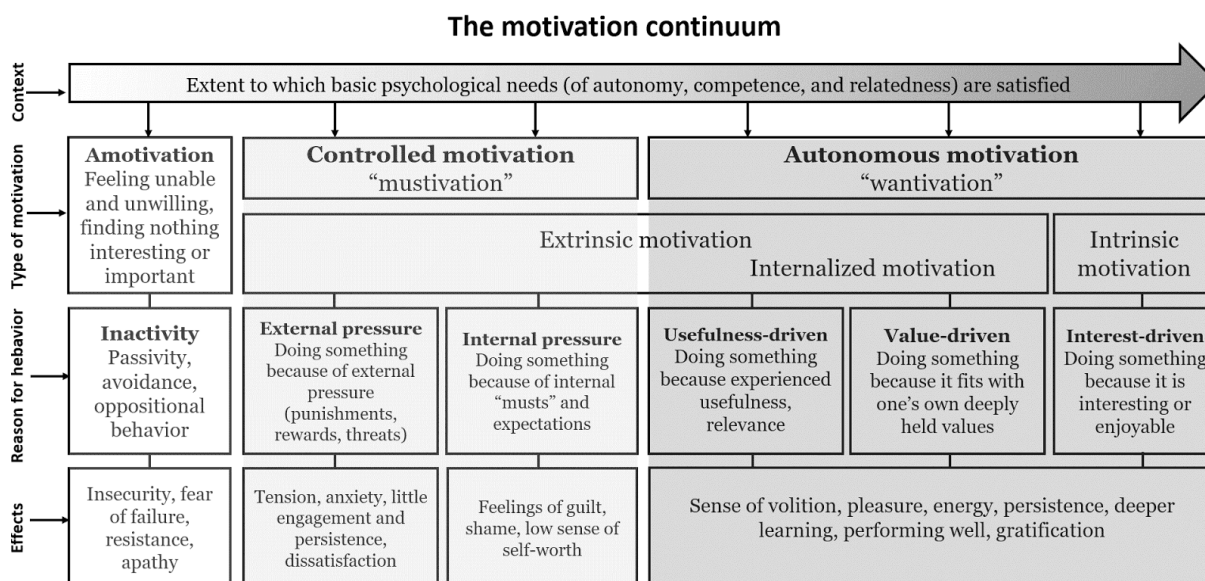 The motivation continuum
Context
Extent to which basic psychological needs (of autonomy, competence, and relatedness) are satisfied
Type of motivation
Amotivation
Feeling unable
and unwilling,
finding nothing
interesting or
important
Controlled motivation
“mustivation”
Autonomous motivation
“wantivation”
Extrinsic motivation
Internalized motivation
Intrinsic
motivation
Reason for hebavior
Inactivity
Passivity,
avoidance,
oppositional
behavior
External pressure
Doing something
because of external
pressure
(punishments,
rewards, threats)
Internal pressure
Doing something
because of internal
“musts” and
expectations
Usefulness-driven
Doing something
because experienced
usefulness,
relevance
Value-driven
Doing something
because it fits with
one’s own deeply
held values
Interest-driven
Doing something
because it is
interesting or
enjoyable
Effects
Insecurity, fear
of failure,
resistance,
apathy
Tension, anxiety, little
engagement and
persistence,
dissatisfaction
Feelings of guilt,
shame, low sense of
self-worth
Sense of volition, pleasure, energy, persistence, deeper
learning, performing well, gratification